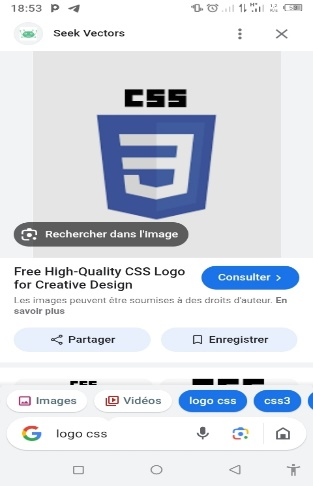 18:53 P
Seek Vectors
CSS
3
Rechercher dans l'image
Free High-Quality CSS Logo
for Creative Design
Consulter >
Les images peuvent être soumises à des droits d'auteur. En
savoir plus
Partager
Enregistrer
Images
Vidéos
logo css
css3
logo css